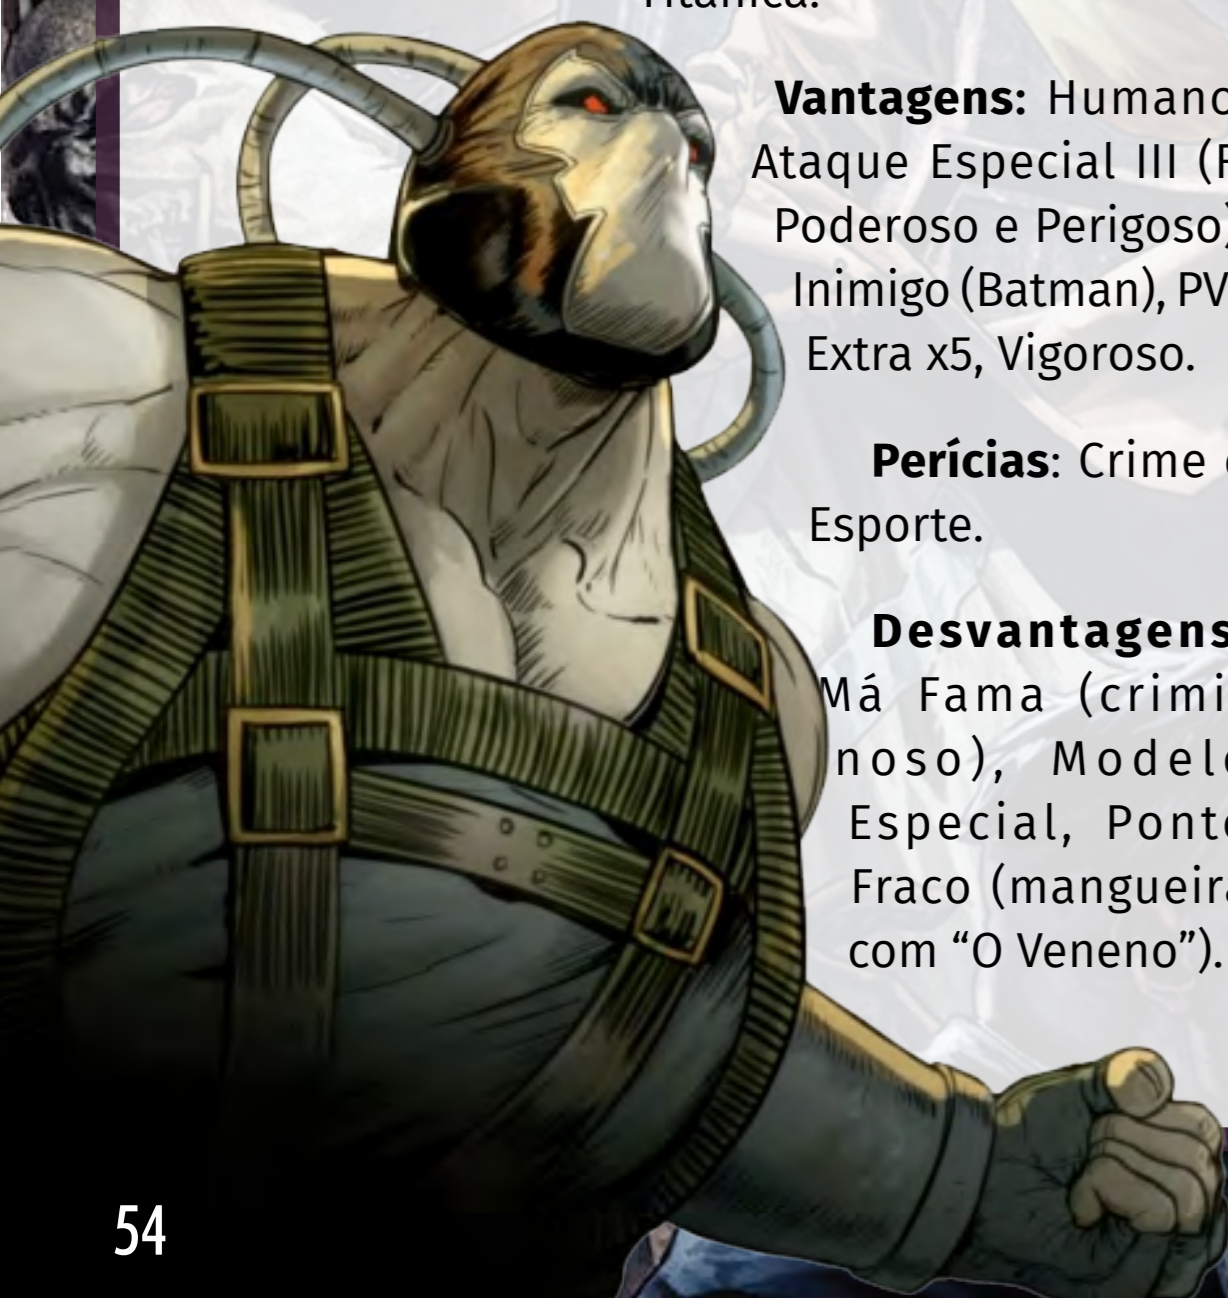 Titânica.
Vantagens: Humano
Ataque Especial III (F
Poderoso e Perigoso)
Inimigo (Batman), PV
Extra x5, Vigoroso.
Perícias: Crime e
Esporte.
Desvantagens
Má Fama (crimi
noso), Modelo
Especial, Ponto
Fraco (mangueira
com “O Veneno”).
54